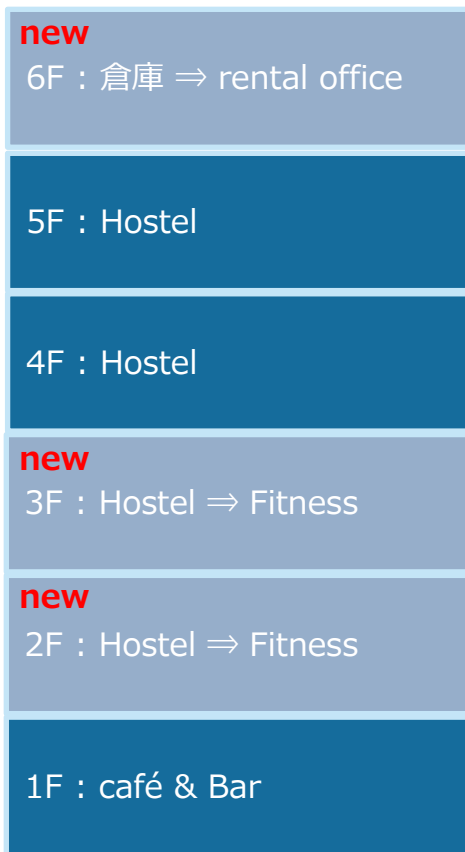 new
6F : 倉庫 ⇒ rental office
5F : Hostel
4F : Hostel
new
3F : Hostel ⇒ Fitness
new
2F : Hostel ⇒ Fitness
1F : café & Bar